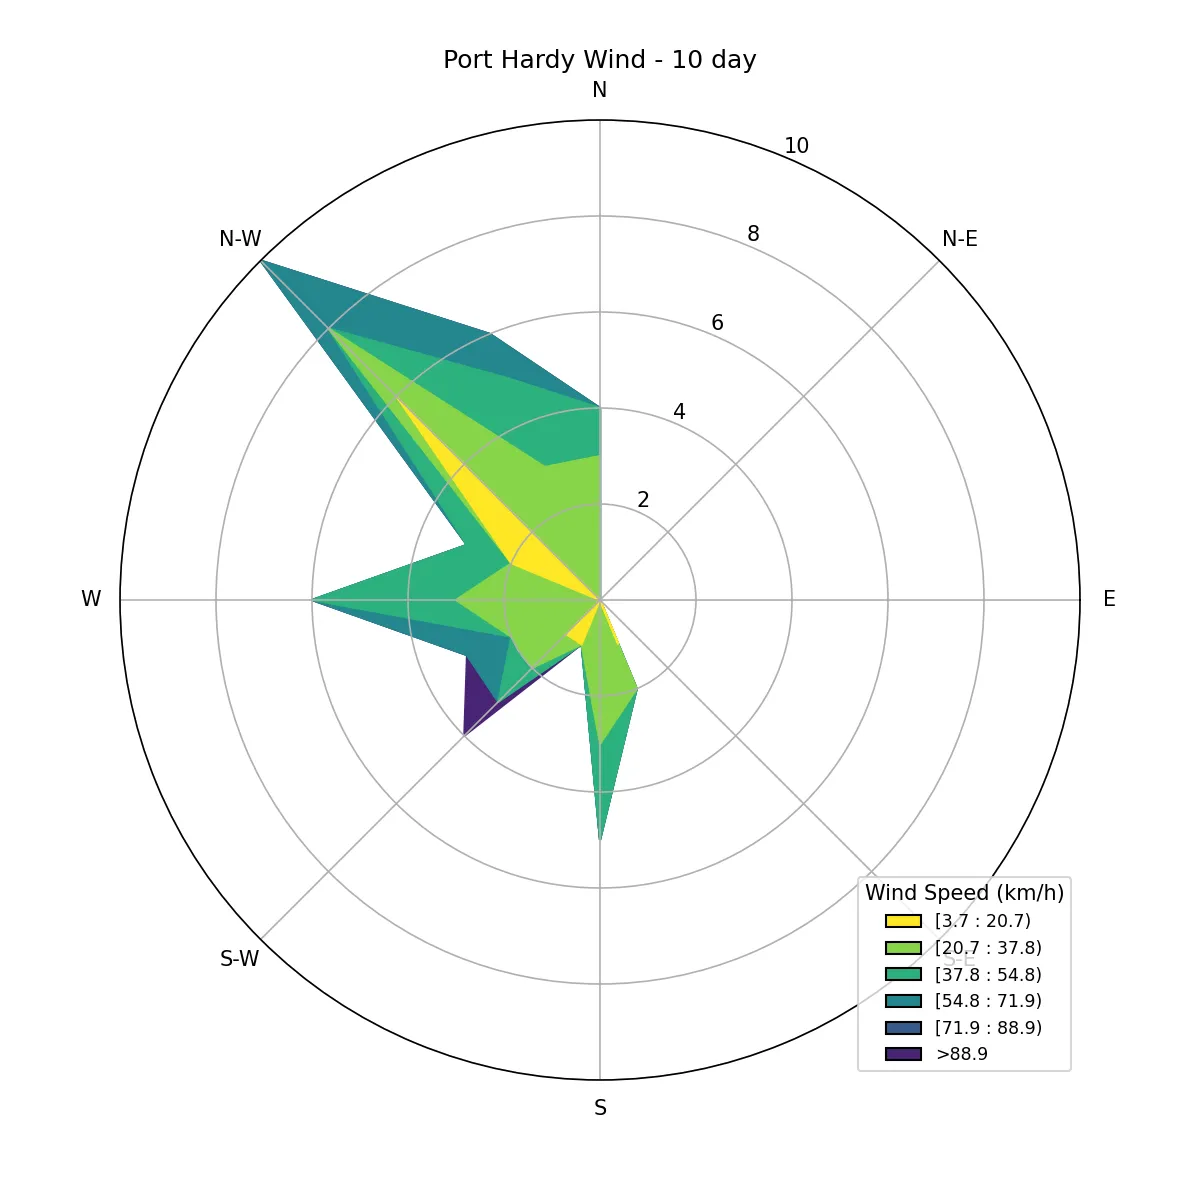 Port Hardy Wind - 10 day
N
10
N-W
N-E
8
6
4
2
W
E
Wind Speed (km/h)
[3.7 : 20.7)
[20.7 : 37.8)
S-W
S-E
[37.8 : 54.8)
[54.8 : 71.9)
[71.9 : 88.9)
>88.9
S